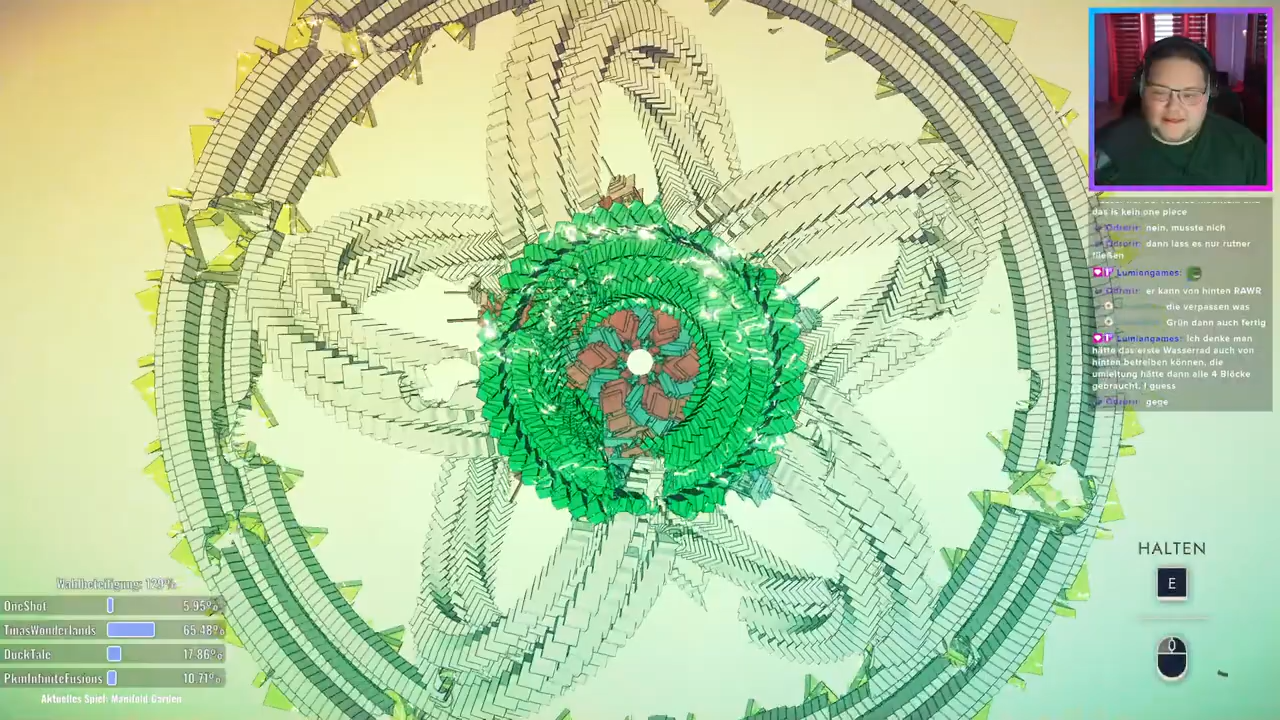 das is kein one piece
nein, musste nich
dann lass es nur rutner
fließen
Lumiangames:
er kann von hinten RAWR
die verpassen was
Grün dann auch fertig
Lumiangames: Ich denke man
hätte das erste Wasserrad auch von
hinten betreiben können, die
umleitung hätte dann alle 4 Blöcke
gebraucht, I guess
gege
HALTEN
E
Wahlbeteiligung: 129%
OneShot 5.95%
TinasWonderlands 65.48%
DuckTale 17.86%
PkmInfiniteFusions 10.71%
Aktuelles Spiel: Manifold Garden